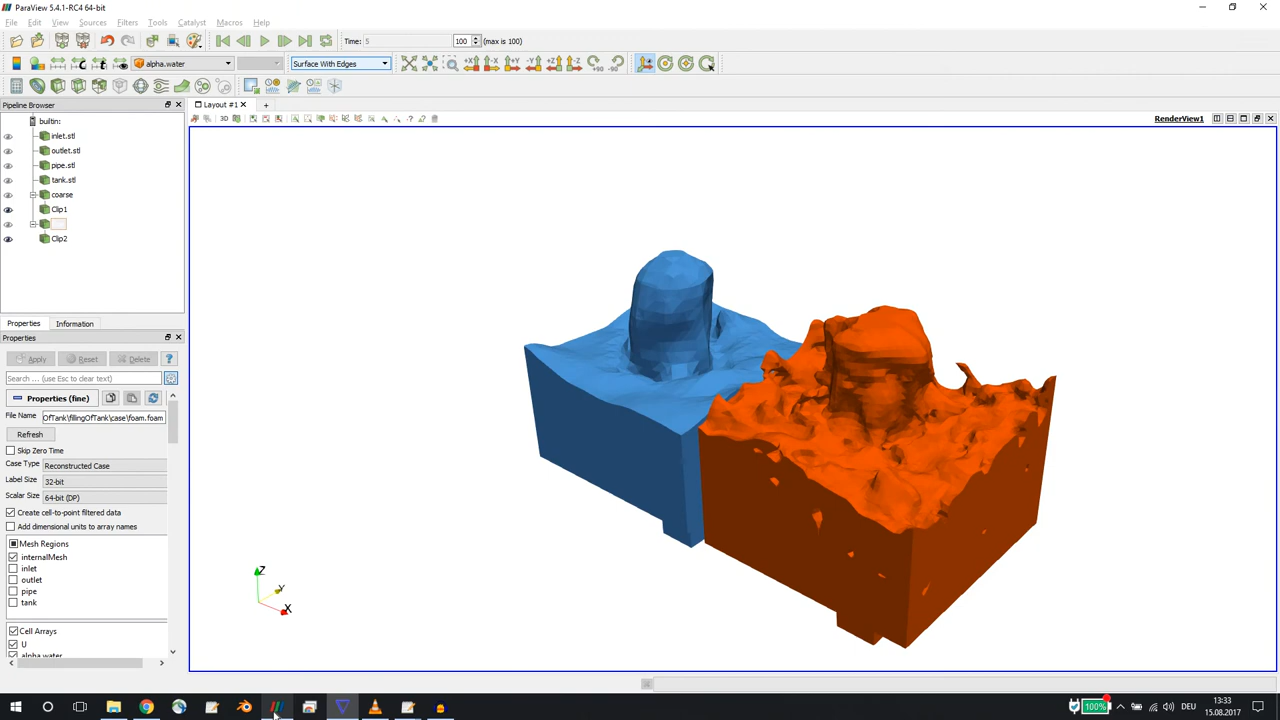 ParaView 5.4.1-RC4 64-bit
File Edit View Sources Filters Tools Catalyst Macros Help
Time: 5 100 (max is 100)
alpha.water Surface With Edges +X -X +Y -Y +Z -Z +90 -90
Pipeline Browser
Layout #1
3D RenderView1
builtin:
inlet.stl
outlet.stl
pipe.stl
tank.stl
coarse
Clip1
Clip2
Properties Information
Properties
Apply Reset Delete ?
Search ... (use Esc to clear text)
Properties (fine)
File Name OfTank\fillingOfTank\case\foam.foam
Refresh
Skip Zero Time
Case Type Reconstructed Case
Label Size 32-bit
Scalar Size 64-bit (DP)
Create cell-to-point filtered data
Add dimensional units to array names
Mesh Regions
internalMesh
inlet
outlet
pipe
tank
Cell Arrays
U
alpha.water
Z
Y
X
100% DEU 13:33
15.08.2017